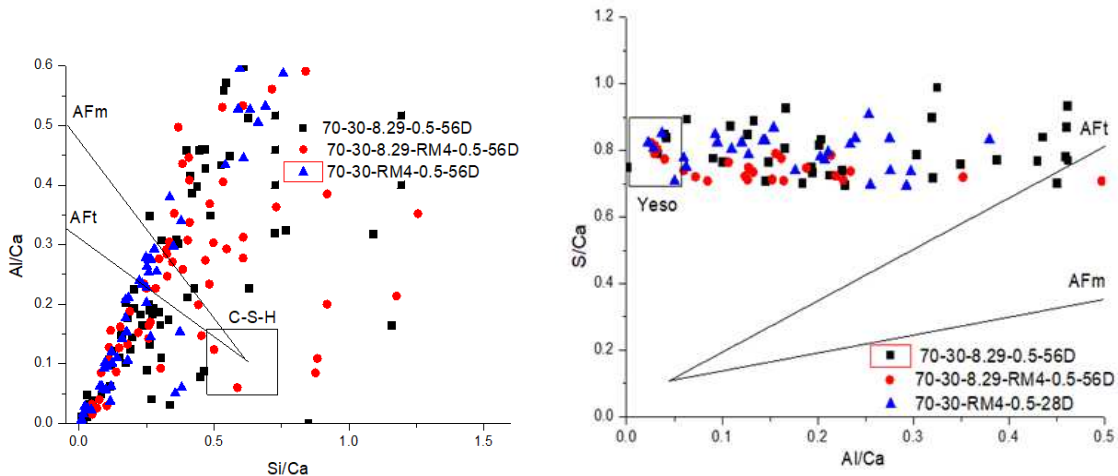 0.6
0.5
0.4
0.3
0.2
0.1
0.0
0.0
0.5
1.0
1.5
Al/Ca
Si/Ca
AFm
AFt
C-S-H
70-30-8.29-0.5-56D
70-30-8.29-RM4-0.5-56D
70-30-RM4-0.5-56D
1.2
1.0
0.8
0.6
0.4
0.2
0.0
0.0
0.1
0.2
0.3
0.4
0.5
S/Ca
Al/Ca
Yeso
AFt
AFm
70-30-8.29-0.5-56D
70-30-8.29-RM4-0.5-56D
70-30-RM4-0.5-28D